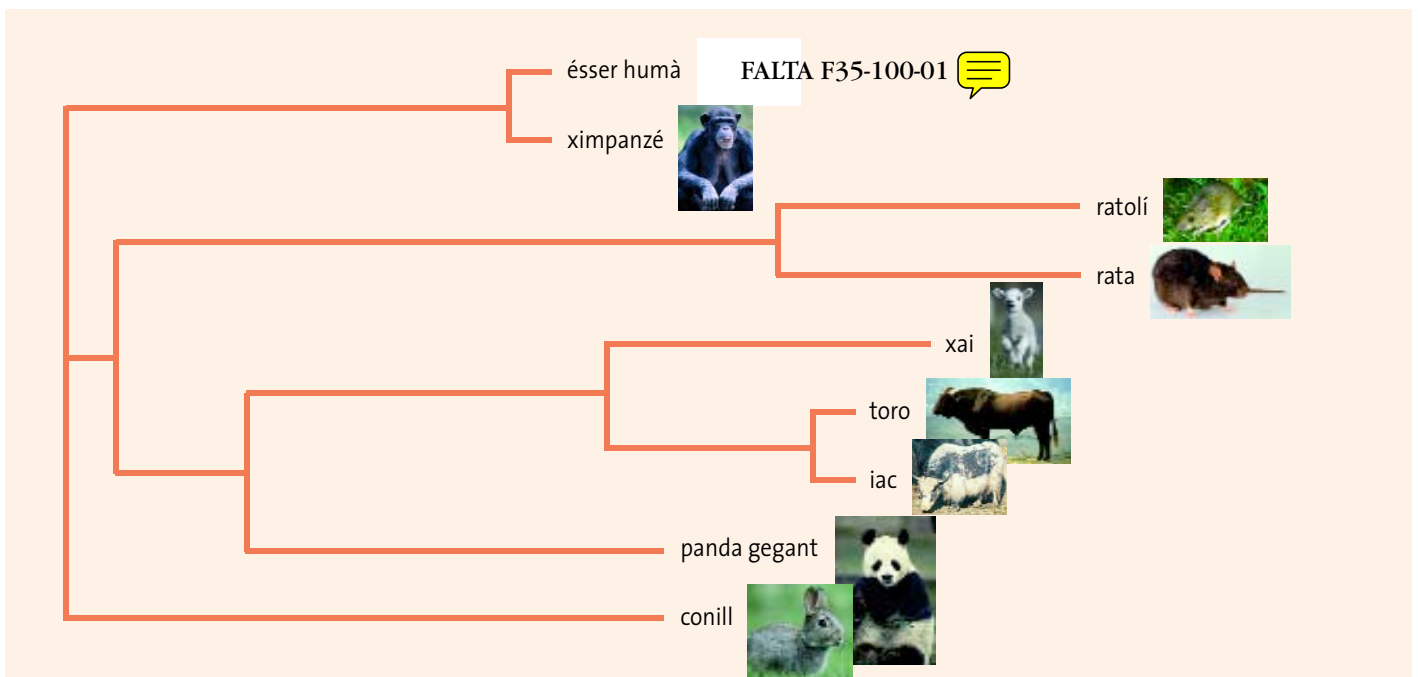 ésser humà
FALTA F35-100-01
ximpanzé
ratolí
rata
xai
toro
iac
panda gegant
conill